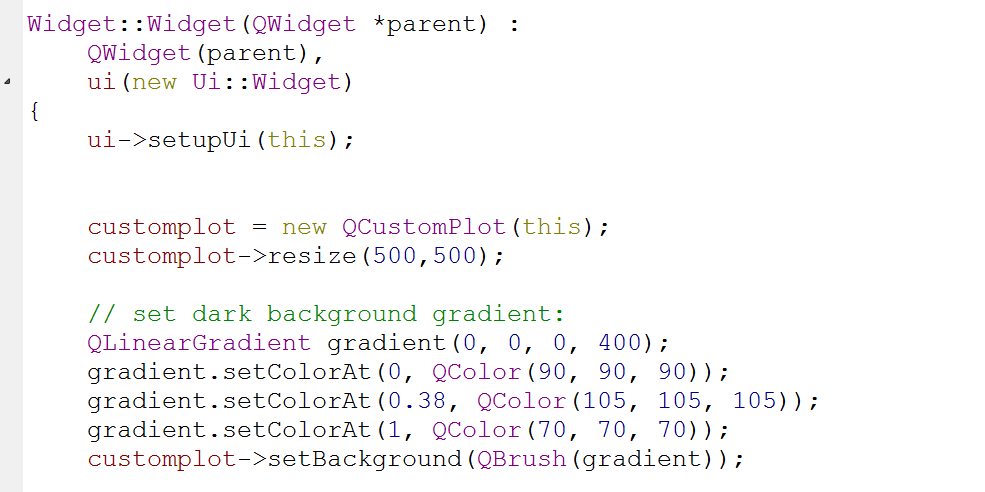 Widget::Widget(QWidget *parent) :
    QWidget(parent),
    ui(new Ui::Widget)
{
    ui->setupUi(this);
    customplot = new QCustomPlot(this);
    customplot->resize(500,500);
    // set dark background gradient:
    QLinearGradient gradient(0, 0, 0, 400);
    gradient.setColorAt(0, QColor(90, 90, 90));
    gradient.setColorAt(0.38, QColor(105, 105, 105));
    gradient.setColorAt(1, QColor(70, 70, 70));
    customplot->setBackground(QBrush(gradient));